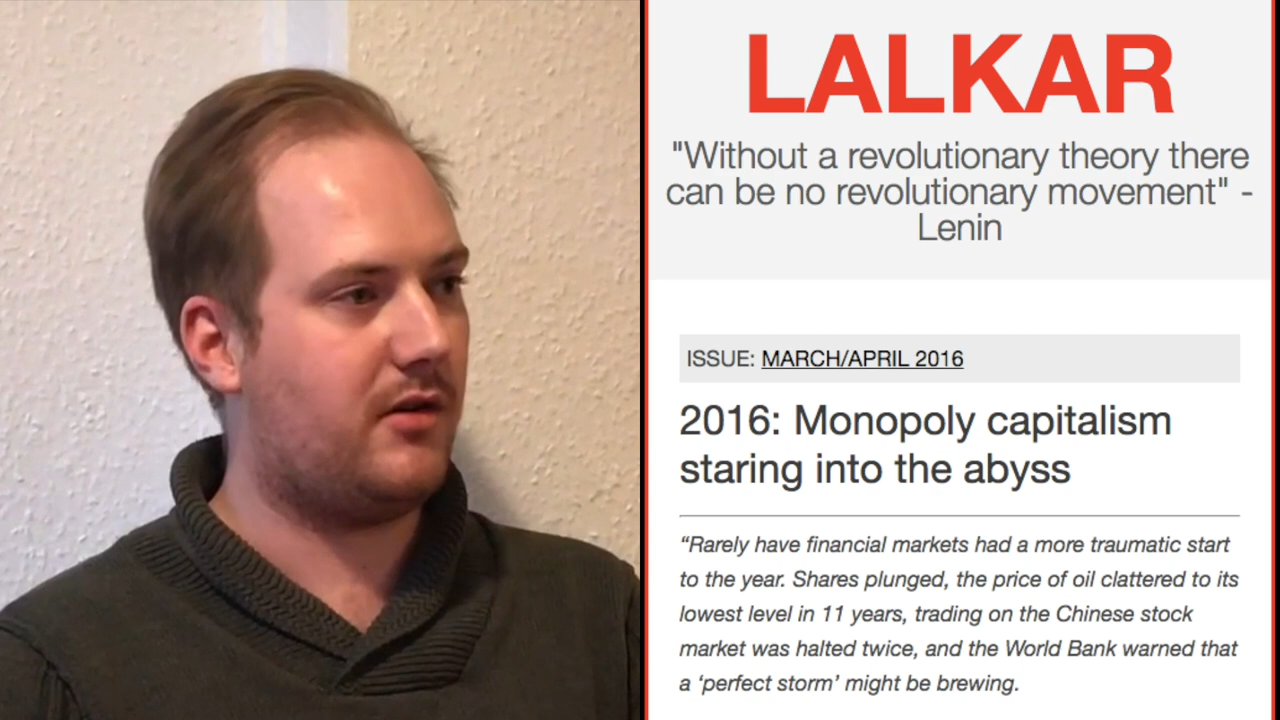 LALKAR
"Without a revolutionary theory there
can be no revolutionary movement" -
Lenin
ISSUE: MARCH/APRIL 2016
2016: Monopoly capitalism
staring into the abyss
“Rarely have financial markets had a more traumatic start
to the year. Shares plunged, the price of oil clattered to its
lowest level in 11 years, trading on the Chinese stock
market was halted twice, and the World Bank warned that
a ‘perfect storm’ might be brewing.